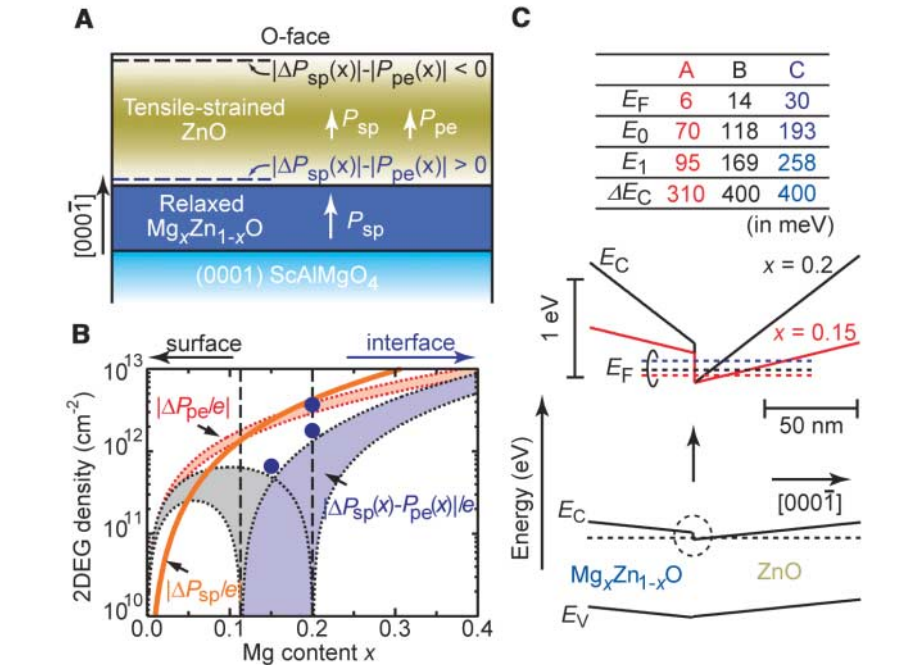 A
O-face
|ΔPsp(x)|-|Ppe(x)| < 0
Tensile-strained
ZnO
Psp
Ppe
|ΔPsp(x)|-|Ppe(x)| > 0
[0001̄]
Relaxed
MgxZn1-xO
Psp
(0001) ScAlMgO4
B
surface
interface
2DEG density (cm-2)
10^13
10^12
10^11
10^10
|ΔPpe/e|
|ΔPsp(x)-Ppe(x)|/e
|ΔPsp/e|
0.0 0.1 0.2 0.3 0.4
Mg content x
C
A B C
EF 6 14 30
E0 70 118 193
E1 95 169 258
ΔEC 310 400 400
(in meV)
EC
x = 0.2
1 eV
x = 0.15
EF
50 nm
Energy (eV)
[0001̄]
EC
MgxZn1-xO
ZnO
EV